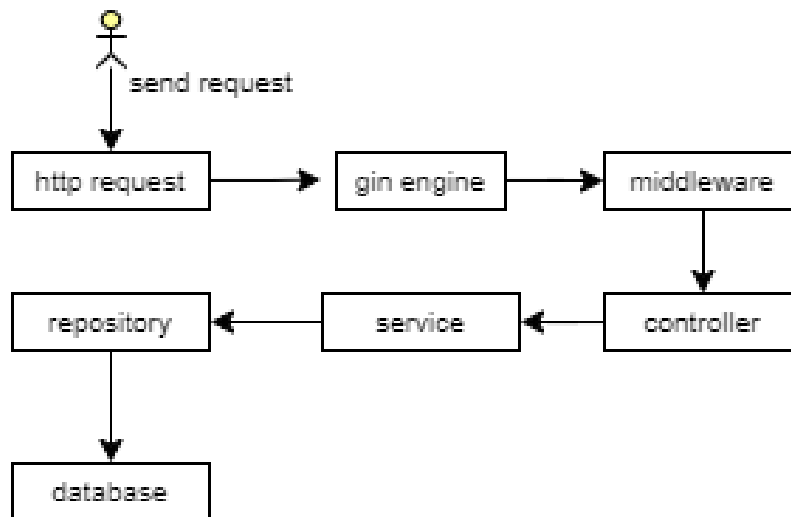 send request
http request
gin engine
middleware
repository
service
controller
database